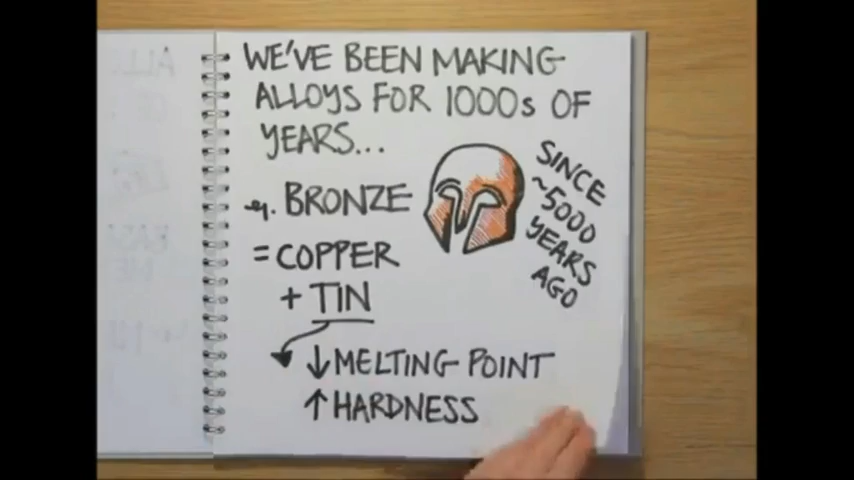 WE'VE BEEN MAKING
ALLOYS FOR 1000s OF
YEARS...
eg. BRONZE
= COPPER
+ TIN
↓ MELTING POINT
↑ HARDNESS
SINCE
~5000
YEARS
AGO